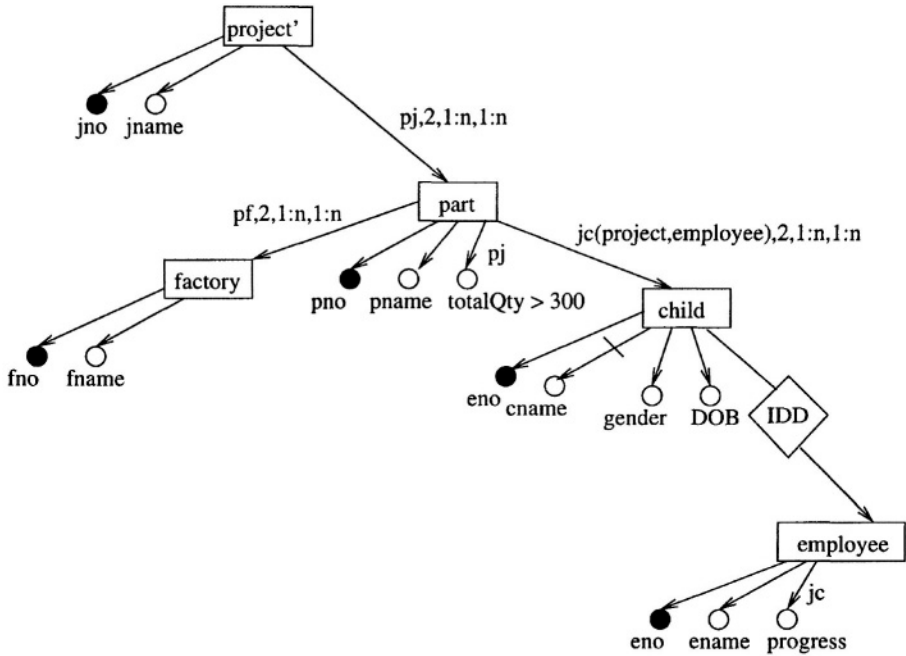 project'
jno
jname
pj,2,1:n,1:n
part
pf,2,1:n,1:n
jc(project,employee),2,1:n,1:n
factory
pno
pname
pj
totalQty > 300
child
fno
fname
eno
cname
gender
DOB
IDD
employee
jc
eno
ename
progress